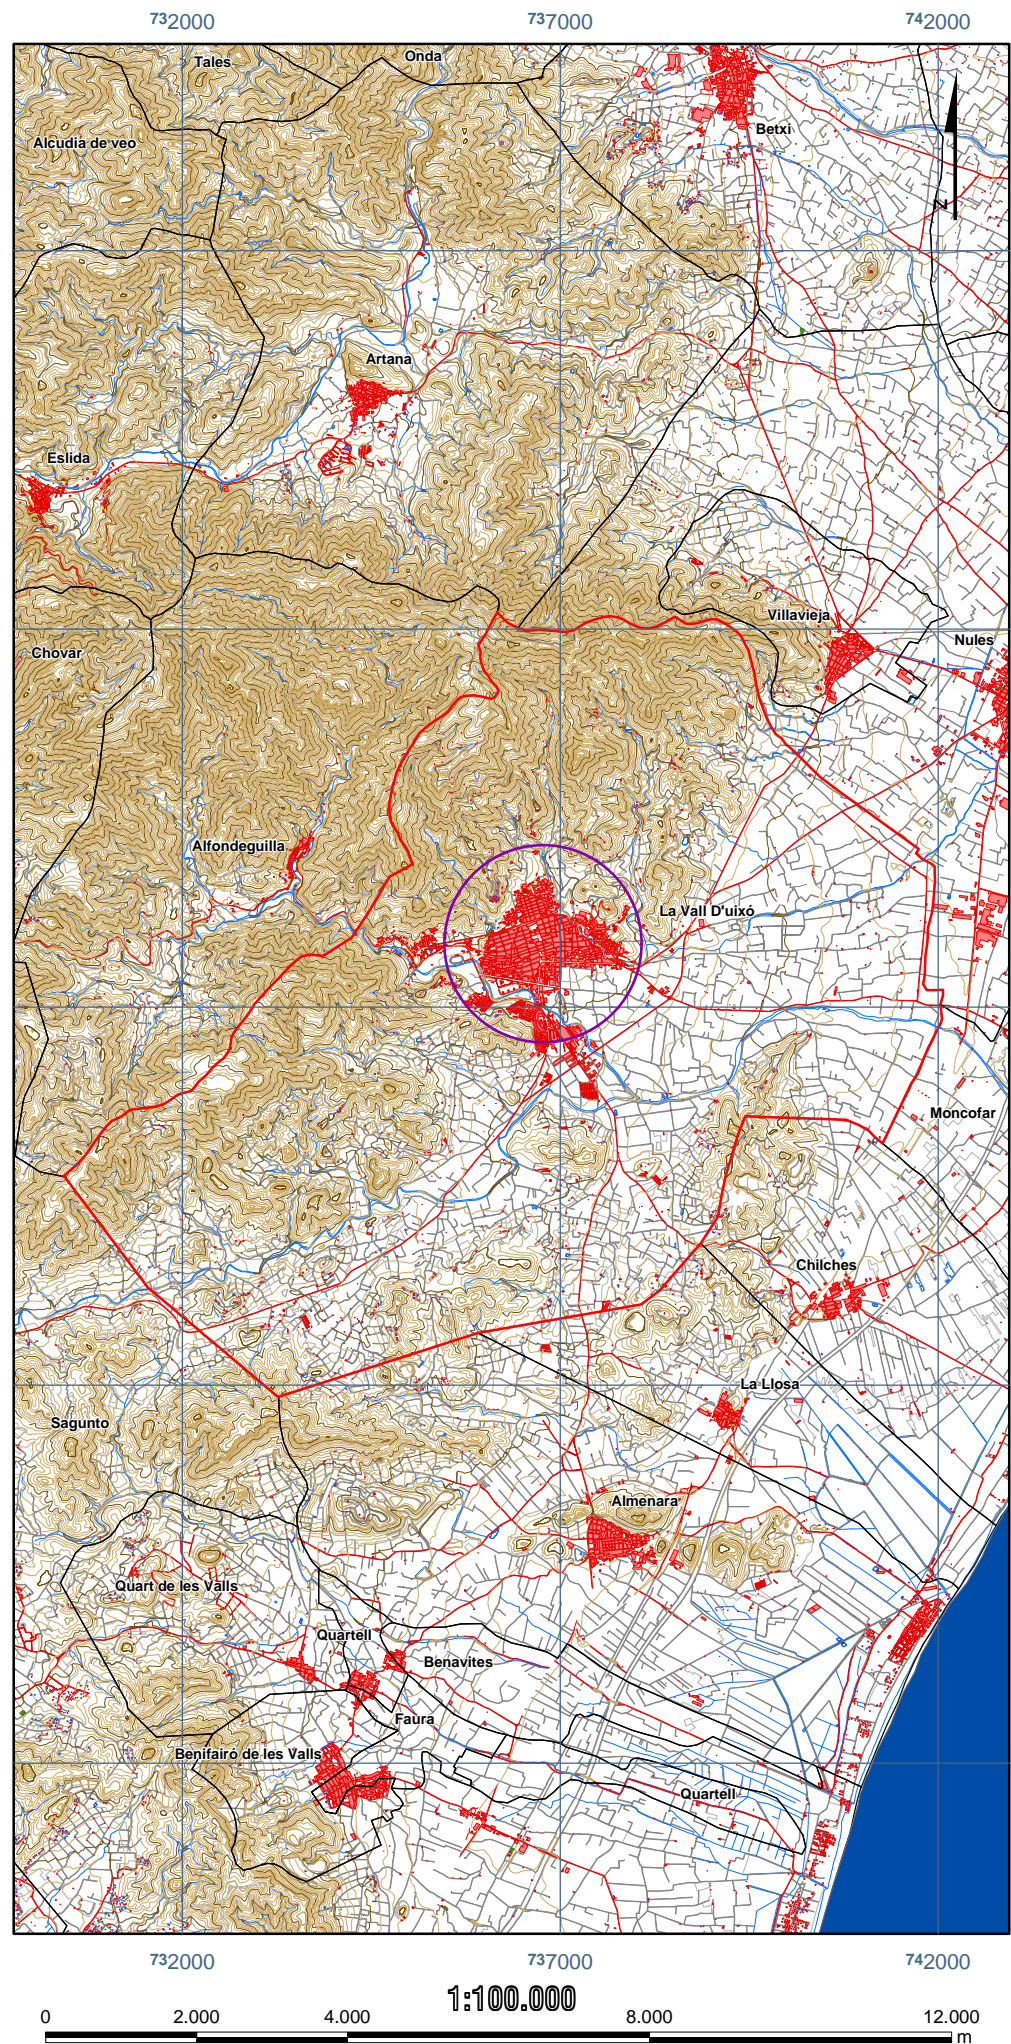 732000 737000 742000
Tales
Onda
Betxi
Alcudia de veo
N
Artana
Eslida
Villavieja
Nules
Chovar
Alfondeguilla
La Vall D'uixó
Moncofar
Chilches
La Llosa
Sagunto
Almenara
Quart de les Valls
Quartell
Benavites
Faura
Benifairó de les Valls
Quartell
732000 737000 742000
1:100.000
0 2.000 4.000 8.000 12.000
m